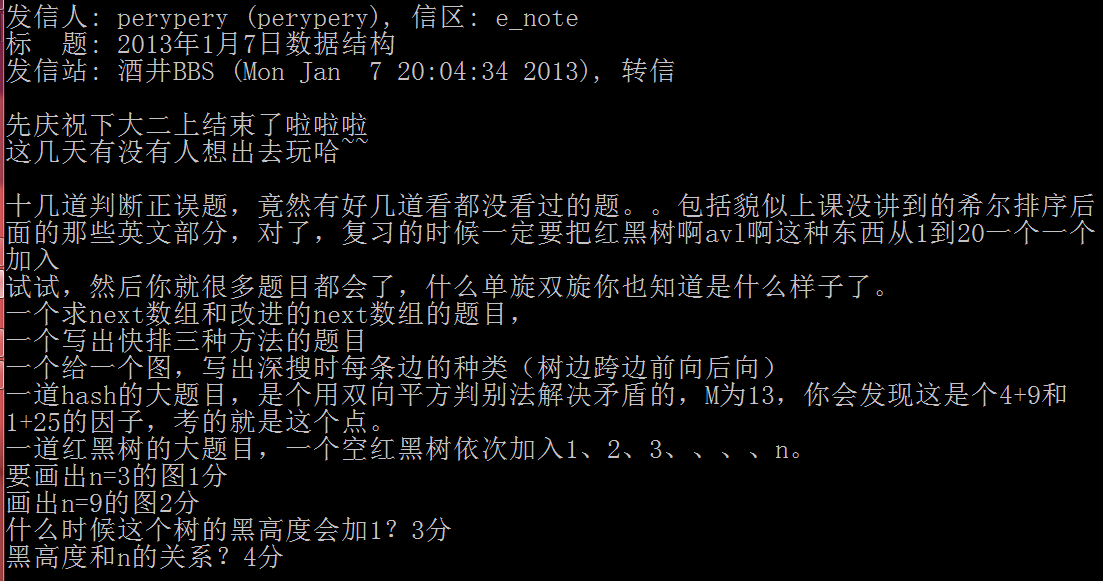 发信人: perypery (perypery), 信区: e_note
标  题: 2013年1月7日数据结构
发信站: 酒井BBS (Mon Jan  7 20:04:34 2013), 转信
先庆祝下大二上结束了啦啦啦
这几天有没有人想出去玩哈~~
十几道判断正误题，竟然有好几道看都没看过的题。。包括貌似上课没讲到的希尔排序后
面的那些英文部分，对了，复习的时候一定要把红黑树啊avl啊这种东西从1到20一个一个
加入
试试，然后你就很多题目都会了，什么单旋双旋你也知道是什么样子了。
一个求next数组和改进的next数组的题目，
一个写出快排三种方法的题目
一个给一个图，写出深搜时每条边的种类（树边跨边前向后向）
一道hash的大题目，是个用双向平方判别法解决矛盾的，M为13，你会发现这是个4+9和
1+25的因子，考的就是这个点。
一道红黑树的大题目，一个空红黑树依次加入1、2、3、、、、n。
要画出n=3的图1分
画出n=9的图2分
什么时候这个树的黑高度会加1？3分
黑高度和n的关系？4分